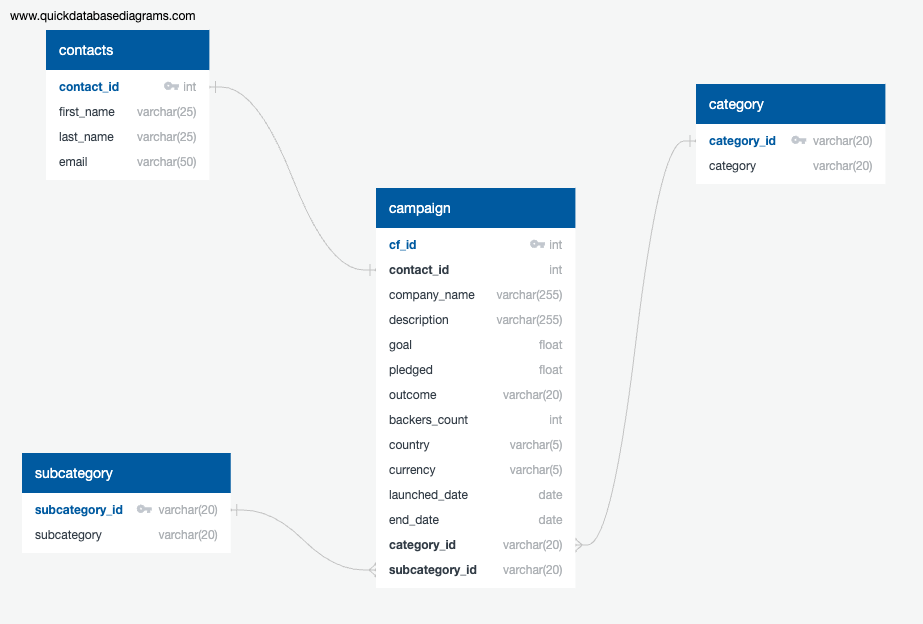 www.quickdatabasediagrams.com
contacts
contact_id int
first_name varchar(25)
last_name varchar(25)
email varchar(50)
category
category_id varchar(20)
category varchar(20)
campaign
cf_id int
contact_id int
company_name varchar(255)
description varchar(255)
goal float
pledged float
outcome varchar(20)
backers_count int
country varchar(5)
currency varchar(5)
launched_date date
end_date date
category_id varchar(20)
subcategory_id varchar(20)
subcategory
subcategory_id varchar(20)
subcategory varchar(20)